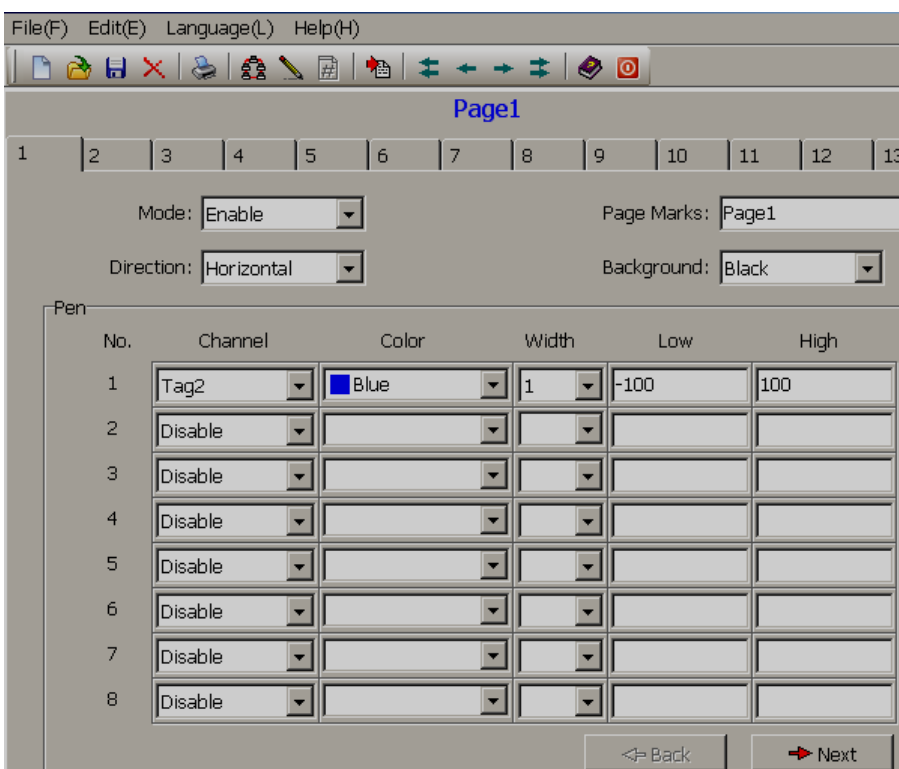 File(F) Edit(E) Language(L) Help(H)
Page1
1 2 3 4 5 6 7 8 9 10 11 12 13
Mode: Enable Page Marks: Page1
Direction: Horizontal Background: Black
Pen
No. Channel Color Width Low High
1 Tag2 Blue 1 -100 100
2 Disable
3 Disable
4 Disable
5 Disable
6 Disable
7 Disable
8 Disable
Back Next